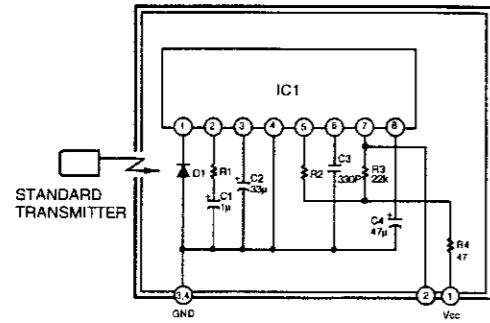 IC1
1 2 3 4 5 6 7 8
D1
R1
C1
1μ
C2
33μ
R2
C3
330P
R3
22k
C4
47μ
R4
47
STANDARD
TRANSMITTER
3,4
GND
2
1
Vcc